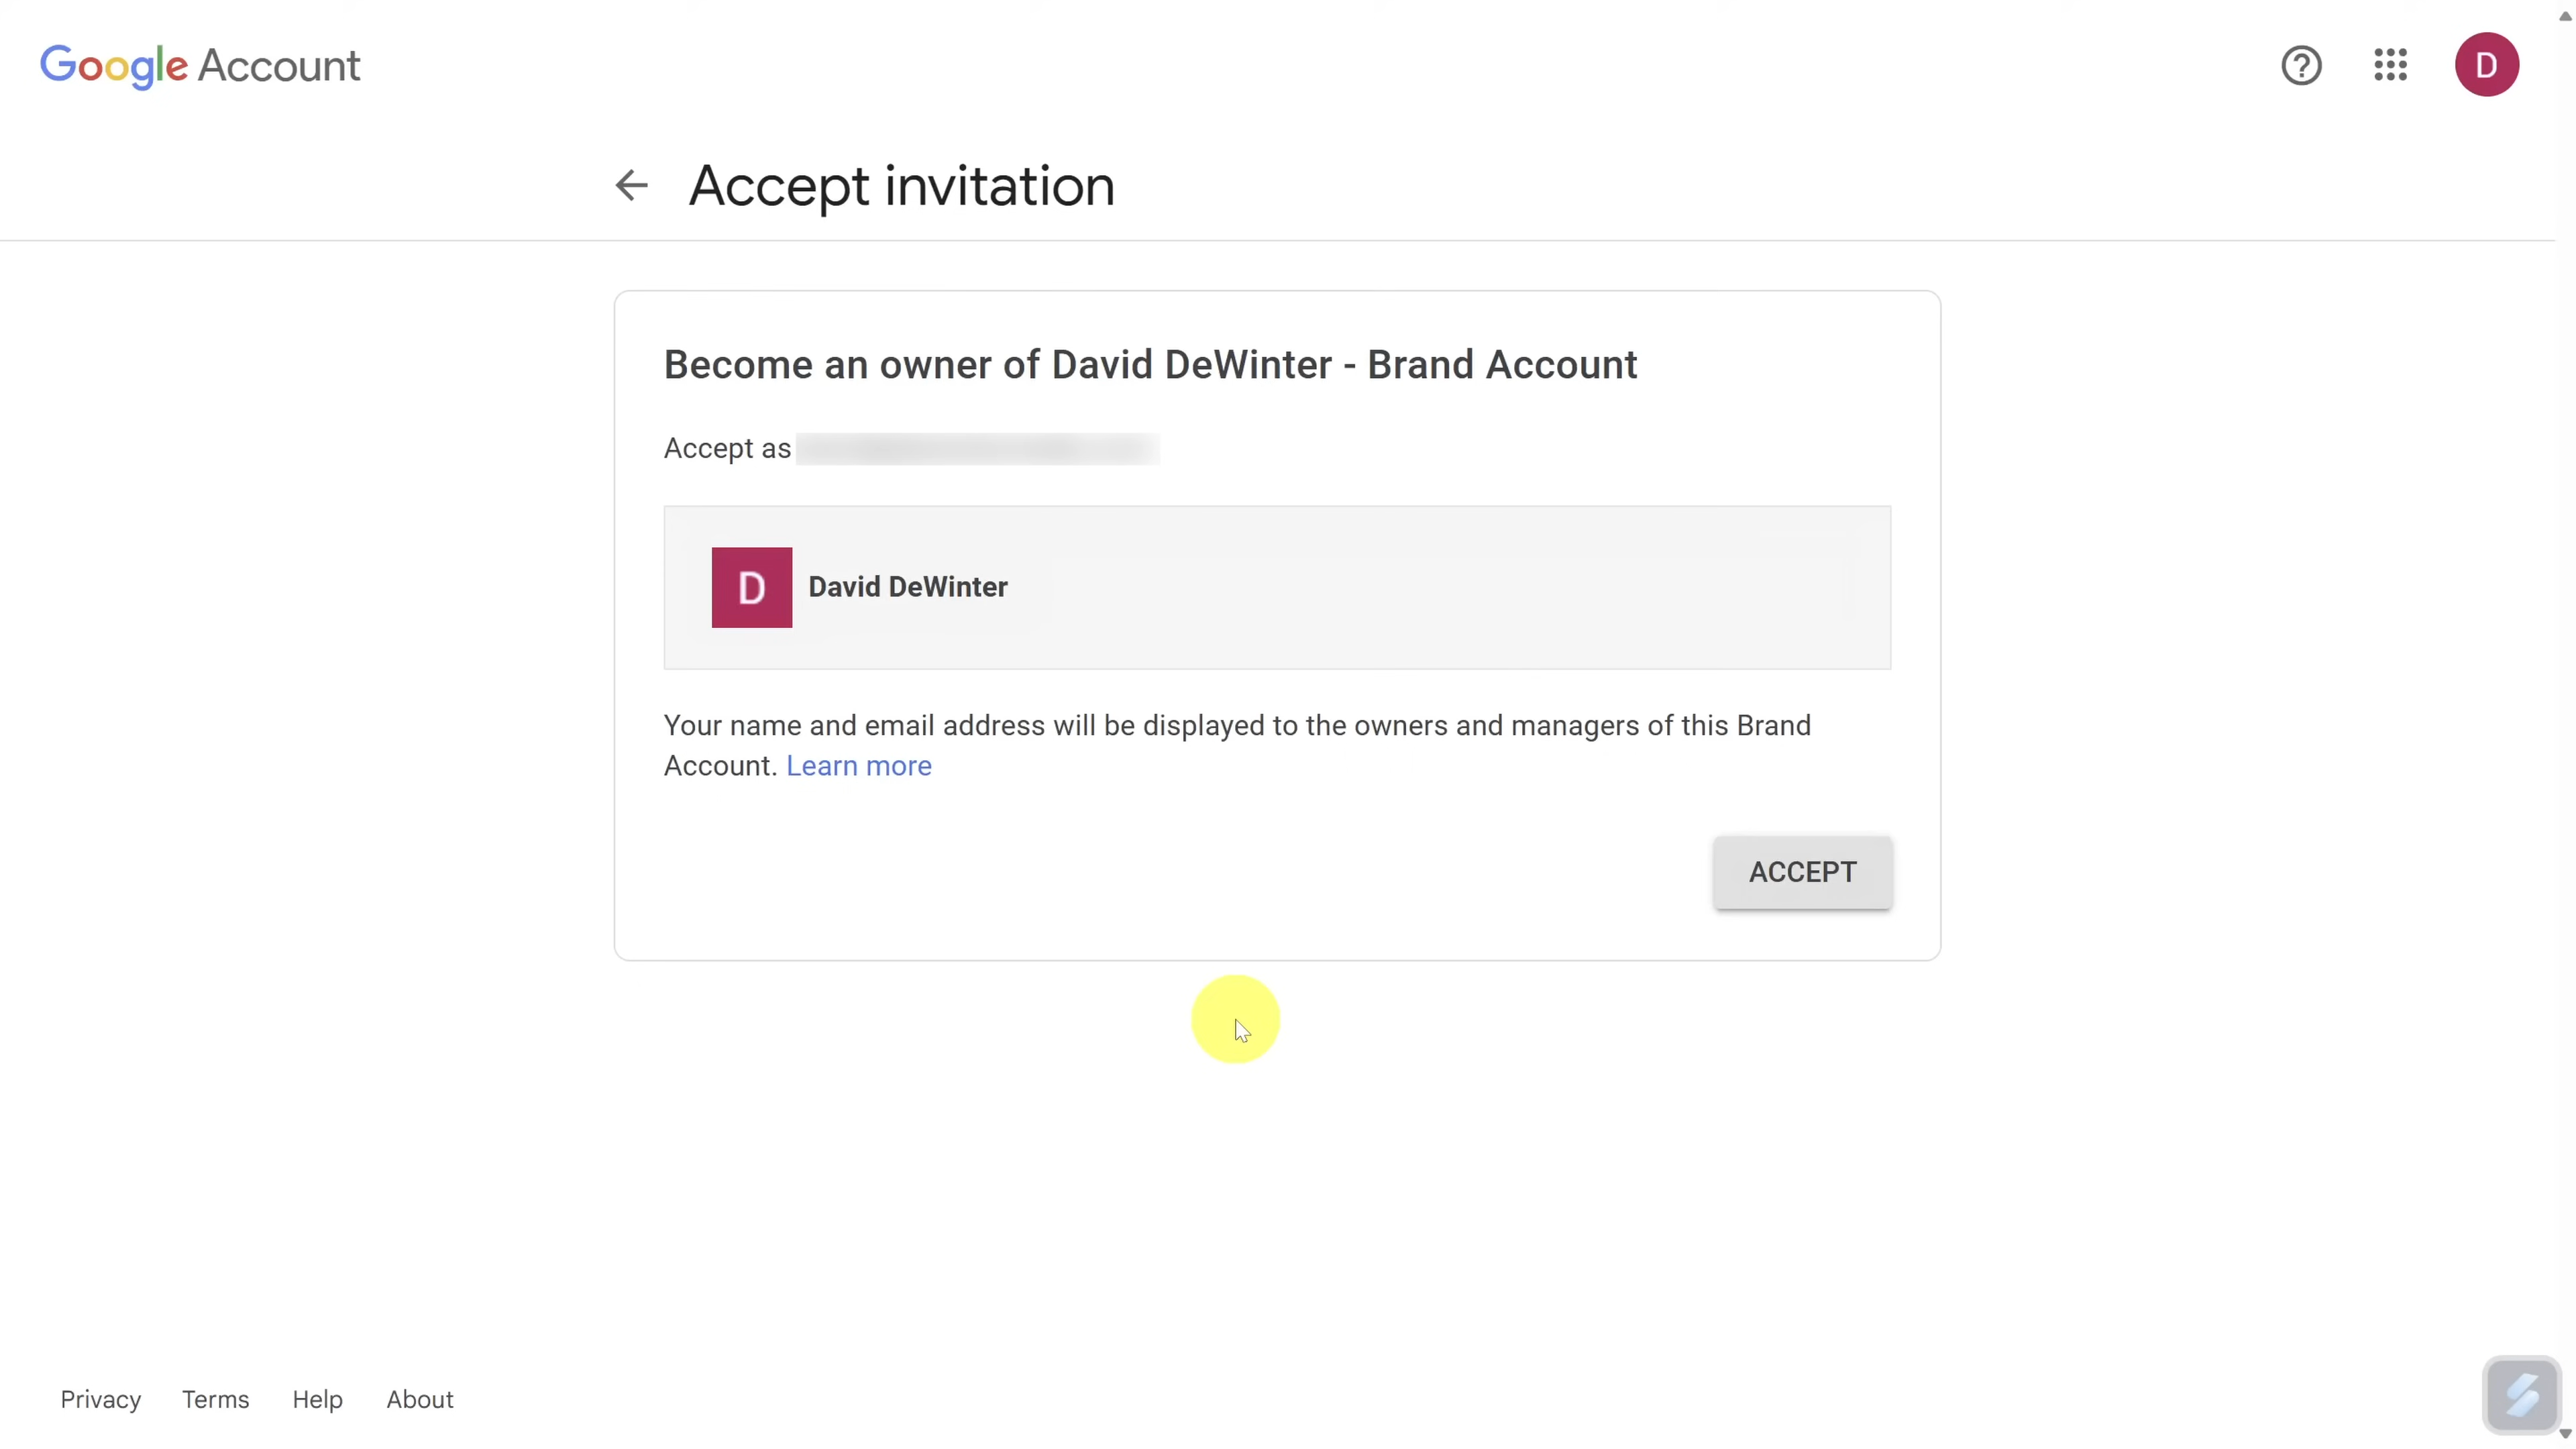 Google Account
D
Accept invitation
Become an owner of David DeWinter - Brand Account
Accept as
D
David DeWinter
Your name and email address will be displayed to the owners and managers of this Brand
Account. Learn more
ACCEPT
Privacy Terms Help About